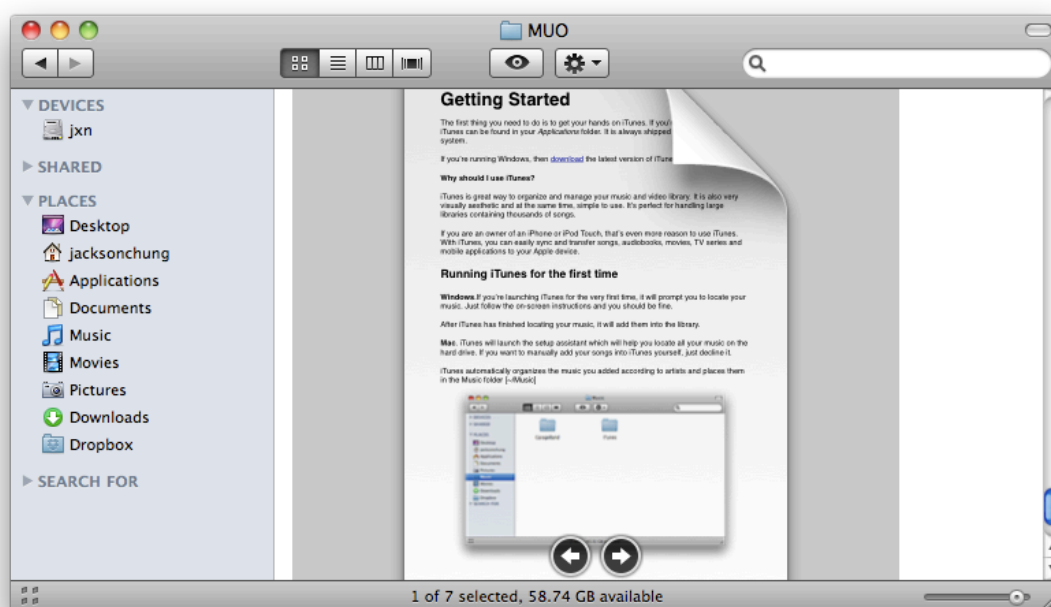 MUO
DEVICES
jxn
SHARED
PLACES
Desktop
jacksonchung
Applications
Documents
Music
Movies
Pictures
Downloads
Dropbox
SEARCH FOR
Getting Started
The first thing you need to do is to get your hands on iTunes. If you'
iTunes can be found in your Applications folder. It is always shipped
system.
If you're running Windows, then download the latest version of iTune
Why should I use iTunes?
iTunes is great way to organize and manage your music and video library. It is also very
visually aesthetic and at the same time, simple to use. It's perfect for handling large
libraries containing thousands of songs.
If you are an owner of an iPhone or iPod Touch, that's even more reason to use iTunes.
With iTunes, you can easily sync and transfer songs, audiobooks, movies, TV series and
mobile applications to your Apple device.
Running iTunes for the first time
Windows.If you're launching iTunes for the very first time, it will prompt you to locate your
music. Just follow the on-screen instructions and you should be fine.
After iTunes has finished locating your music, it will add them into the library.
Mac. iTunes will launch the setup assistant which will help you locate all your music on the
hard drive. If you want to manually add your songs into iTunes yourself, just decline it.
iTunes automatically organizes the music you added according to artists and places them
in the Music folder [~/Music]
1 of 7 selected, 58.74 GB available